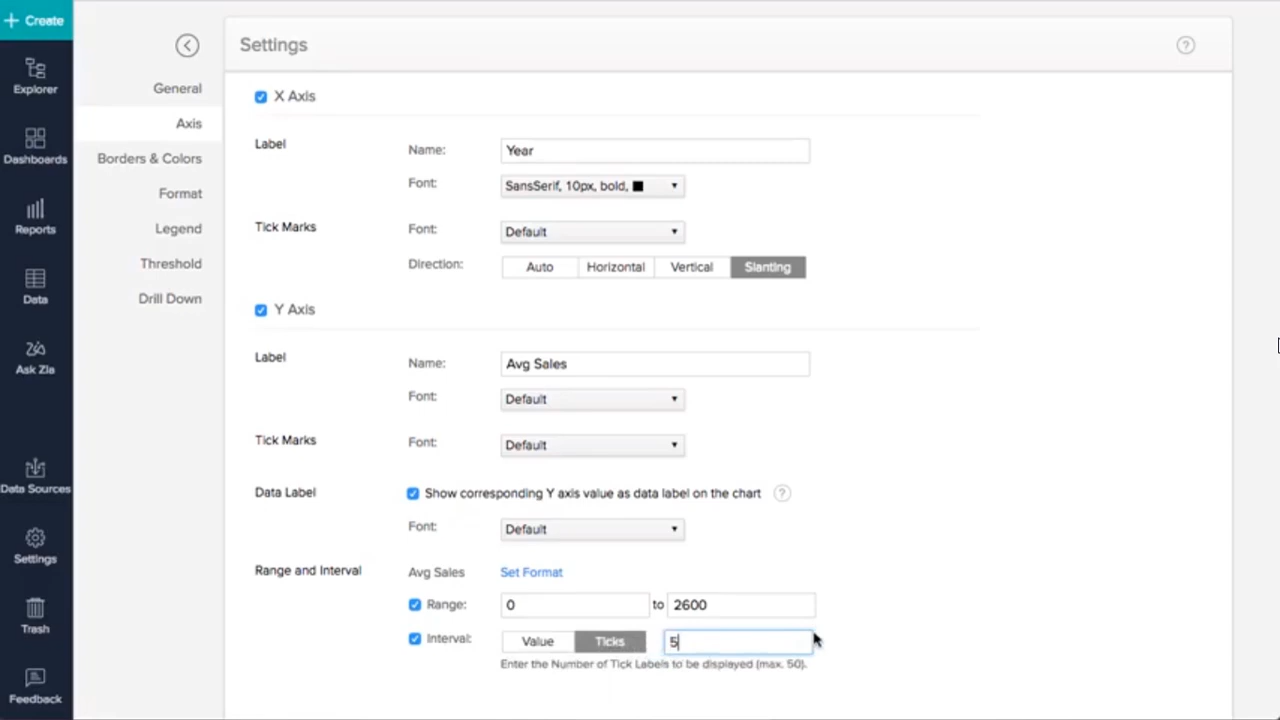 + Create
Explorer
Dashboards
Reports
Data
Ask Zia
Data Sources
Settings
Trash
Feedback
General
Axis
Borders & Colors
Format
Legend
Threshold
Drill Down
Settings
?
X Axis
Label
Name: Year
Font: SansSerif, 10px, bold,
Tick Marks
Font: Default
Direction: Auto Horizontal Vertical Slanting
Y Axis
Label
Name: Avg Sales
Font: Default
Tick Marks
Font: Default
Data Label
Show corresponding Y axis value as data label on the chart ?
Font: Default
Range and Interval
Avg Sales Set Format
Range: 0 to 2600
Interval: Value Ticks 5
Enter the Number of Tick Labels to be displayed (max. 50).